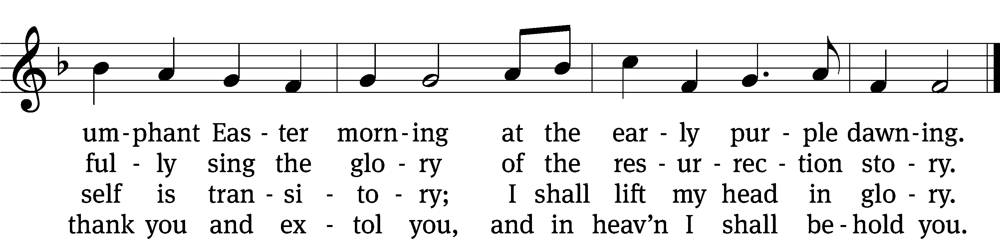 um-phant Eas - ter morn-ing at the ear - ly pur - ple dawn-ing.
ful - ly sing the glo - ry of the res - ur - rec - tion sto - ry.
self is tran - si - to - ry; I shall lift my head in glo - ry.
thank you and ex - tol you, and in heav’n I shall be-hold you.